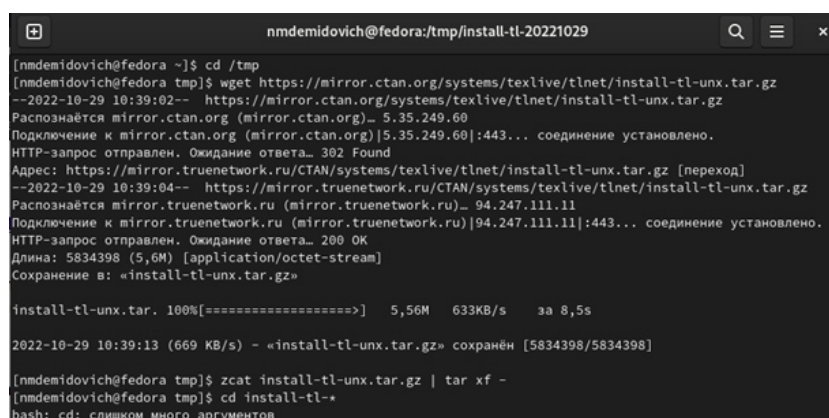 nmdemidovich@fedora:/tmp/install-tl-20221029
[nmdemidovich@fedora ~]$ cd /tmp
[nmdemidovich@fedora tmp]$ wget https://mirror.ctan.org/systems/texlive/tlnet/install-tl-unx.tar.gz
--2022-10-29 10:39:02-- https://mirror.ctan.org/systems/texlive/tlnet/install-tl-unx.tar.gz
Распознаётся mirror.ctan.org (mirror.ctan.org)… 5.35.249.60
Подключение к mirror.ctan.org (mirror.ctan.org)|5.35.249.60|:443... соединение установлено.
HTTP-запрос отправлен. Ожидание ответа… 302 Found
Адрес: https://mirror.truenetwork.ru/CTAN/systems/texlive/tlnet/install-tl-unx.tar.gz [переход]
--2022-10-29 10:39:04-- https://mirror.truenetwork.ru/CTAN/systems/texlive/tlnet/install-tl-unx.tar.gz
Распознаётся mirror.truenetwork.ru (mirror.truenetwork.ru)… 94.247.111.11
Подключение к mirror.truenetwork.ru (mirror.truenetwork.ru)|94.247.111.11|:443... соединение установлено.
HTTP-запрос отправлен. Ожидание ответа… 200 OK
Длина: 5834398 (5,6M) [application/octet-stream]
Сохранение в: «install-tl-unx.tar.gz»
install-tl-unx.tar. 100%[===================>] 5,56M 633KB/s за 8,5s
2022-10-29 10:39:13 (669 KB/s) - «install-tl-unx.tar.gz» сохранён [5834398/5834398]
[nmdemidovich@fedora tmp]$ zcat install-tl-unx.tar.gz | tar xf -
[nmdemidovich@fedora tmp]$ cd install-tl-*
bash: cd: слишком много аргументов